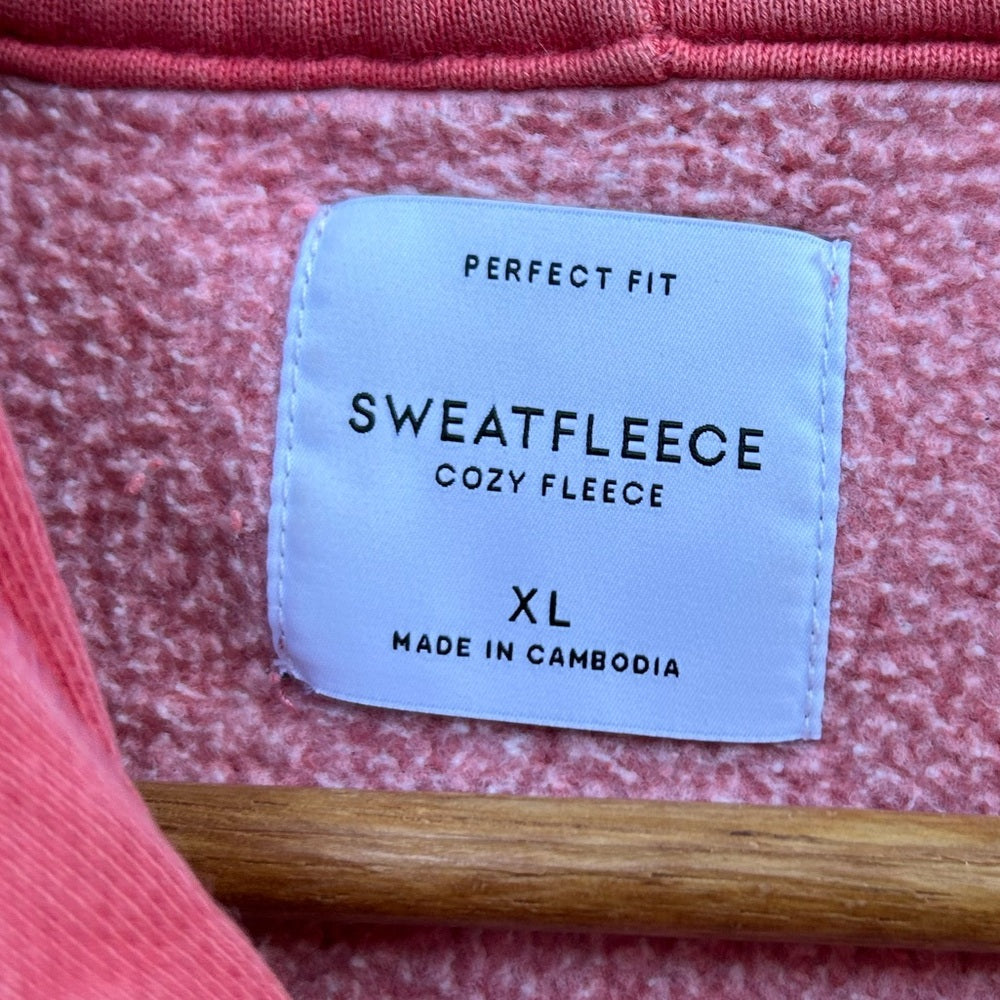 PERFECT FIT
SWEATFLEECE
COZY FLEECE
XL
MADE IN CAMBODIA